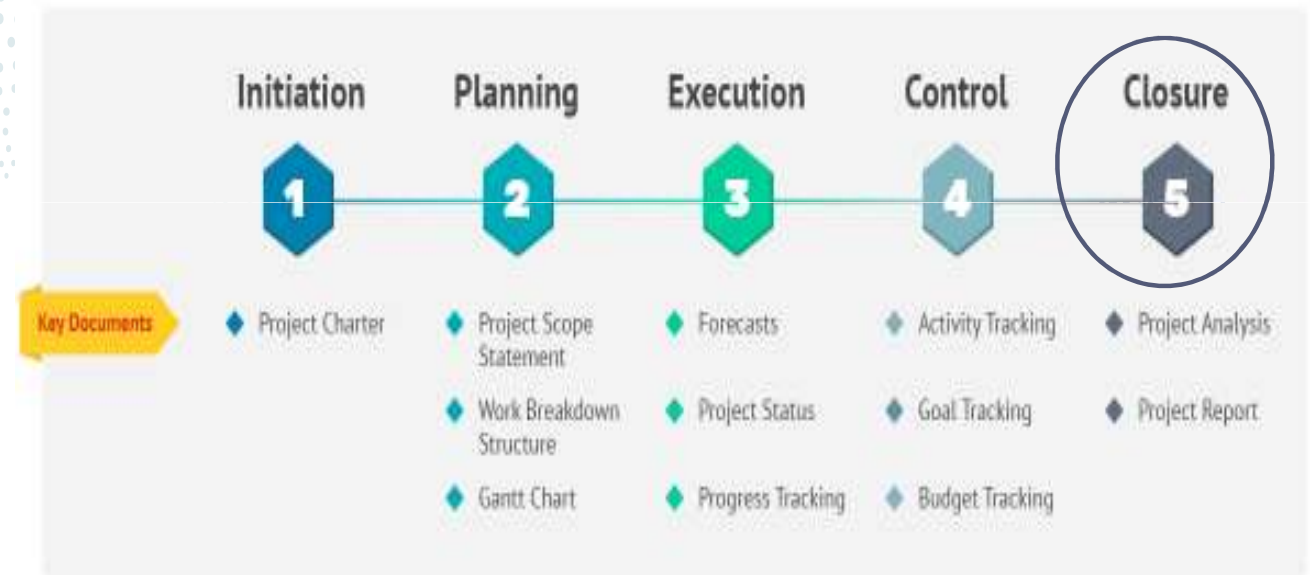 Initiation
Planning
Execution
Control
Closure
1
2
3
4
5
Key Documents
Project Charter
Project Scope
Statement
Work Breakdown
Structure
Gantt Chart
Forecasts
Project Status
Progress Tracking
Activity Tracking
Goal Tracking
Budget Tracking
Project Analysis
Project Report